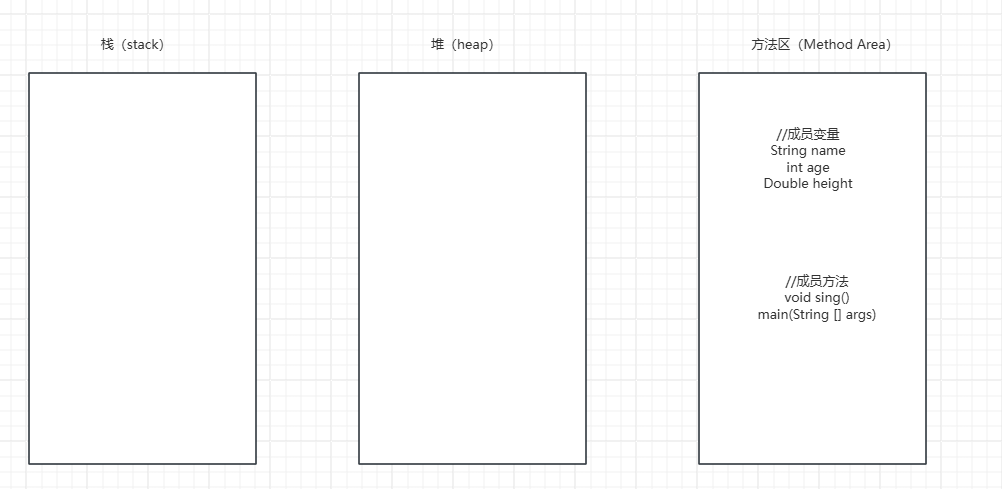 栈（stack）
堆（heap）
方法区（Method Area）
//成员变量
String name
int age
Double height
//成员方法
void sing()
main(String [] args)